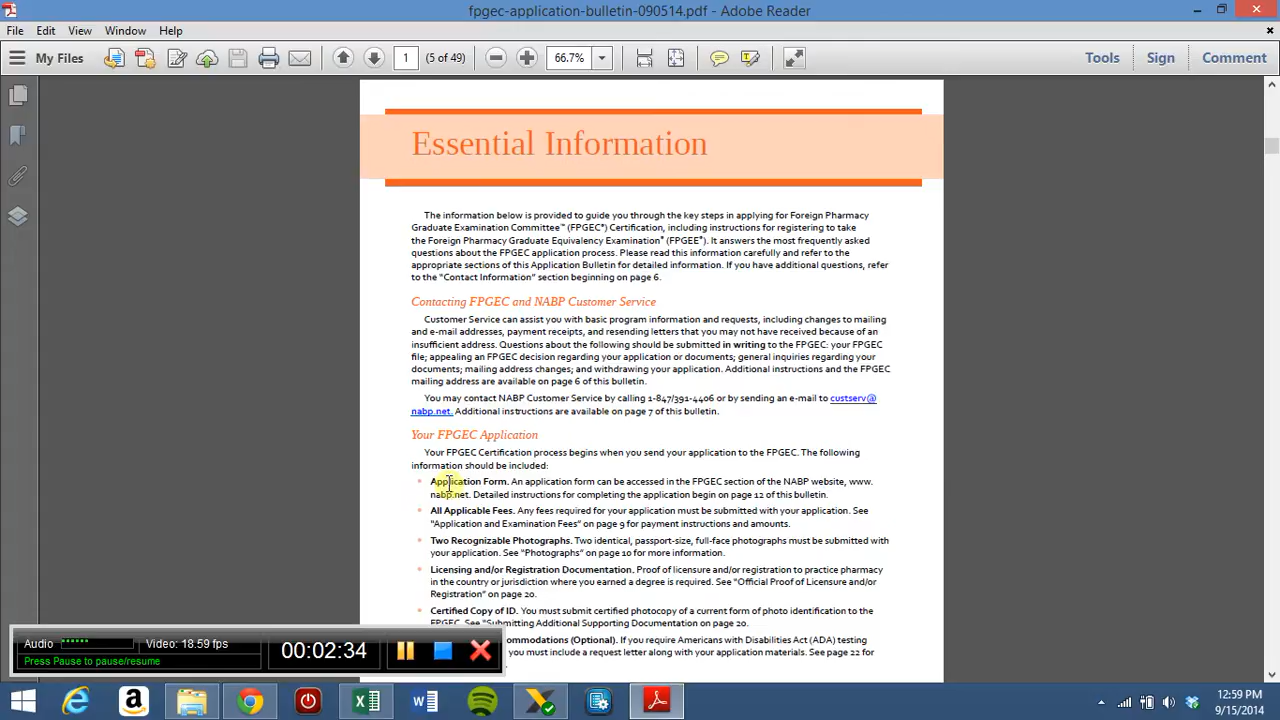 fpgec-application-bulletin-090514.pdf - Adobe Reader
File Edit View Window Help
My Files 1 (5 of 49) 66.7% Tools Sign Comment
Essential Information
The information below is provided to guide you through the key steps in applying for Foreign Pharmacy
Graduate Examination Committee™ (FPGEC®) Certification, including instructions for registering to take
the Foreign Pharmacy Graduate Equivalency Examination® (FPGEE®). It answers the most frequently asked
questions about the FPGEC application process. Please read this information carefully and refer to the
appropriate sections of this Application Bulletin for detailed information. If you have additional questions, refer
to the “Contact Information” section beginning on page 6.
Contacting FPGEC and NABP Customer Service
Customer Service can assist you with basic program information and requests, including changes to mailing
and e-mail addresses, payment receipts, and resending letters that you may not have received because of an
insufficient address. Questions about the following should be submitted in writing to the FPGEC: your FPGEC
file; appealing an FPGEC decision regarding your application or documents; general inquiries regarding your
documents; mailing address changes; and withdrawing your application. Additional instructions and the FPGEC
mailing address are available on page 6 of this bulletin.
You may contact NABP Customer Service by calling 1-847/391-4406 or by sending an e-mail to custserv@
nabp.net. Additional instructions are available on page 7 of this bulletin.
Your FPGEC Application
Your FPGEC Certification process begins when you send your application to the FPGEC. The following
information should be included:
• Application Form. An application form can be accessed in the FPGEC section of the NABP website, www.
nabp.net. Detailed instructions for completing the application begin on page 12 of this bulletin.
• All Applicable Fees. Any fees required for your application must be submitted with your application. See
“Application and Examination Fees” on page 9 for payment instructions and amounts.
• Two Recognizable Photographs. Two identical, passport-size, full-face photographs must be submitted with
your application. See “Photographs” on page 10 for more information.
• Licensing and/or Registration Documentation. Proof of licensure and/or registration to practice pharmacy
in the country or jurisdiction where you earned a degree is required. See “Official Proof of Licensure and/or
Registration” on page 20.
• Certified Copy of ID. You must submit certified photocopy of a current form of photo identification to the
FPGEC. See “Submitting Additional Supporting Documentation on page 20.
ommodations (Optional). If you require Americans with Disabilities Act (ADA) testing
you must include a request letter along with your application materials. See page 22 for
Audio Video: 18.59 fps
Press Pause to pause/resume
00:02:34
12:59 PM
9/15/2014